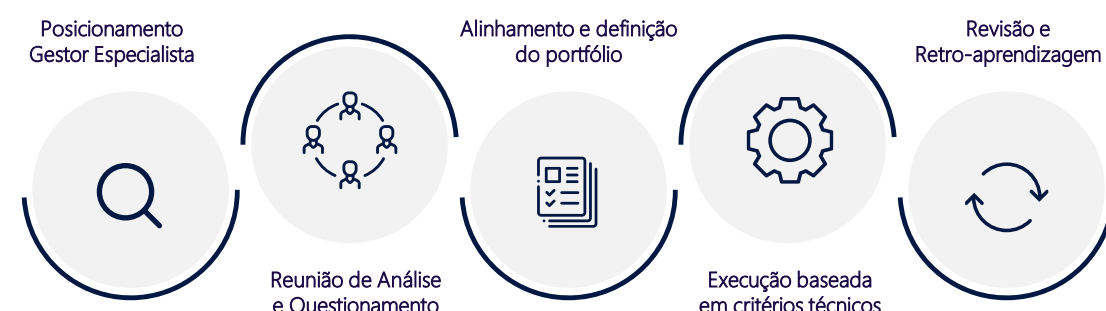 Posicionamento
Gestor Especialista
Reunião de Análise
e Questionamento
Alinhamento e definição
do portfólio
Execução baseada
em critérios técnicos
Revisão e
Retro-aprendizagem